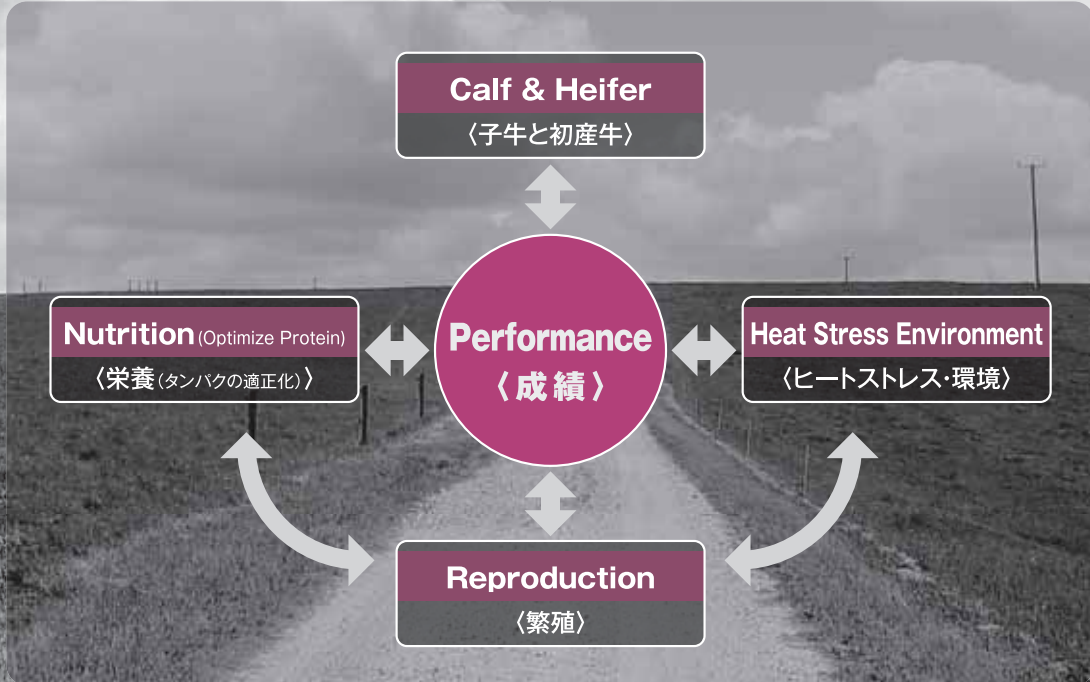 Calf & Heifer
〈子牛と初産牛〉
Nutrition (Optimize Protein)
〈栄養(タンパクの適正化)〉
Performance
〈成績〉
Heat Stress Environment
〈ヒートストレス・環境〉
Reproduction
〈繁殖〉